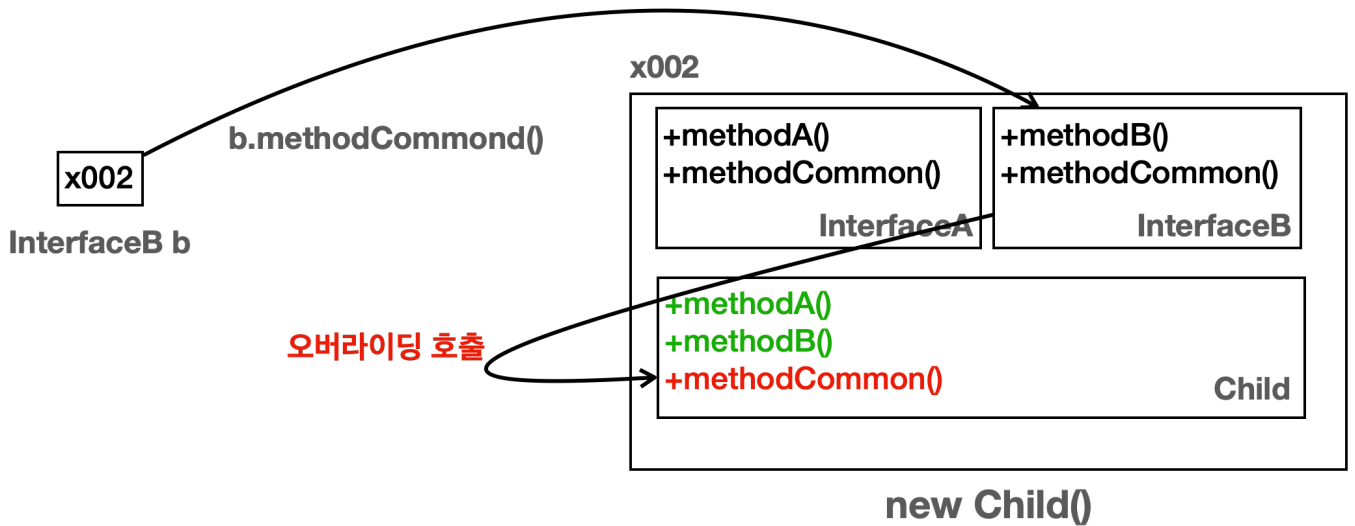 x002
b.methodCommond()
x002
InterfaceB b
+methodA()
+methodCommon()
InterfaceA
+methodB()
+methodCommon()
InterfaceB
오버라이딩 호출
+methodA()
+methodB()
+methodCommon()
Child
new Child()